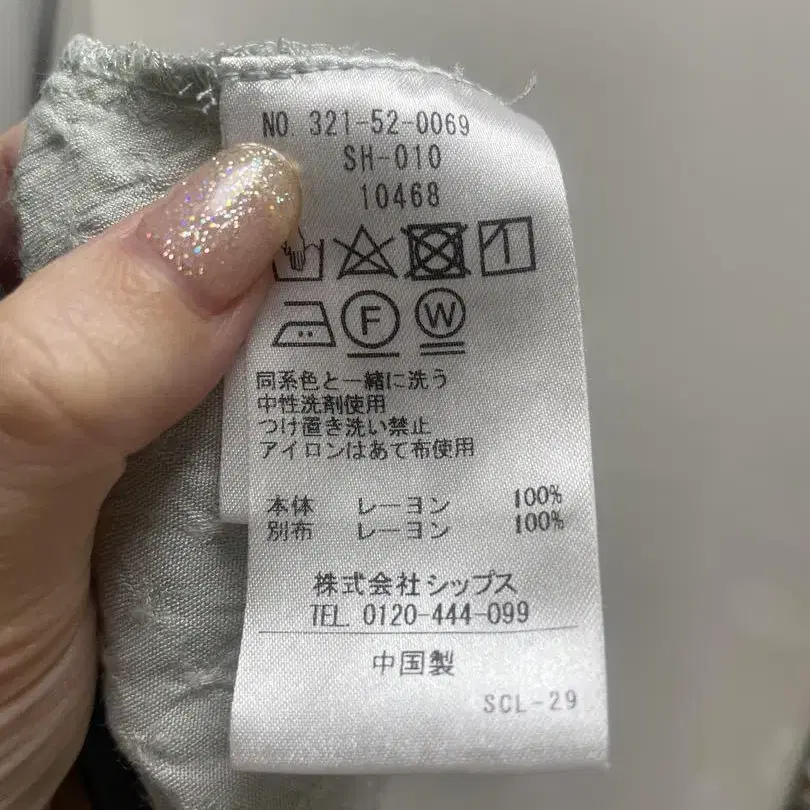 NO 321-52-0069
SH-010
10468
F W
同系色と一緒に洗う
中性洗剤使用
つけ置き洗い禁止
アイロンはあて布使用
本体 レーヨン 100%
別布 レーヨン 100%
株式会社シップス
TEL. 0120-444-099
中国製
SCL-29